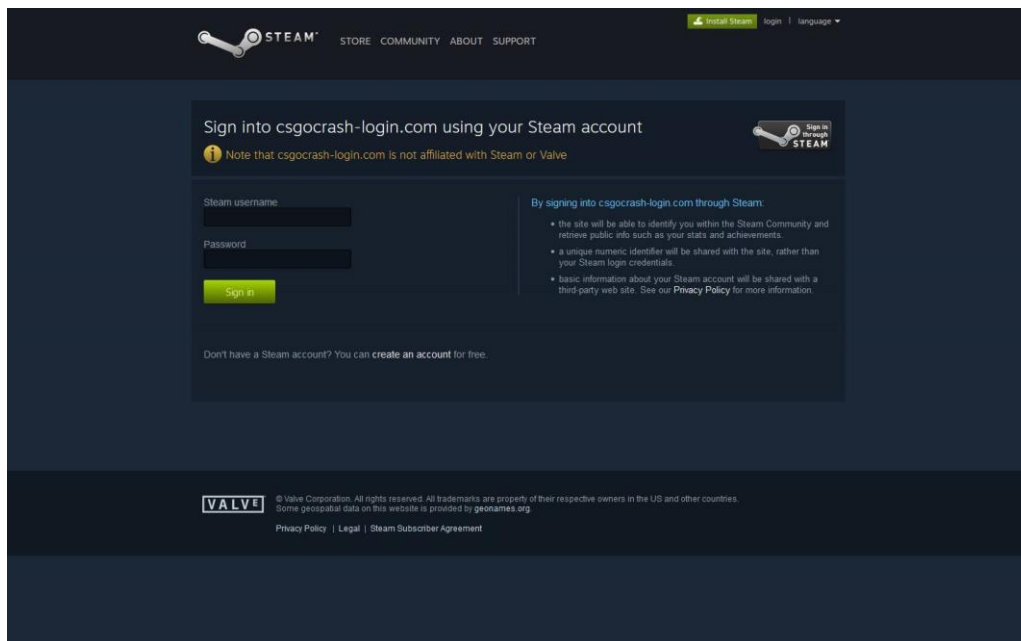 STEAM
STORE COMMUNITY ABOUT SUPPORT
Install Steam login | language
Sign into csgocrash-login.com using your Steam account
Note that csgocrash-login.com is not affiliated with Steam or Valve
Sign in
through
STEAM
Steam username
Password
Sign in
By signing into csgocrash-login.com through Steam:
• the site will be able to identify you within the Steam Community and
retrieve public info such as your stats and achievements.
• a unique numeric identifier will be shared with the site, rather than
your Steam login credentials.
• basic information about your Steam account will be shared with a
third-party web site. See our Privacy Policy for more information.
Don't have a Steam account? You can create an account for free.
VALVE
© Valve Corporation. All rights reserved. All trademarks are property of their respective owners in the US and other countries.
Some geospatial data on this website is provided by geonames.org.
Privacy Policy | Legal | Steam Subscriber Agreement